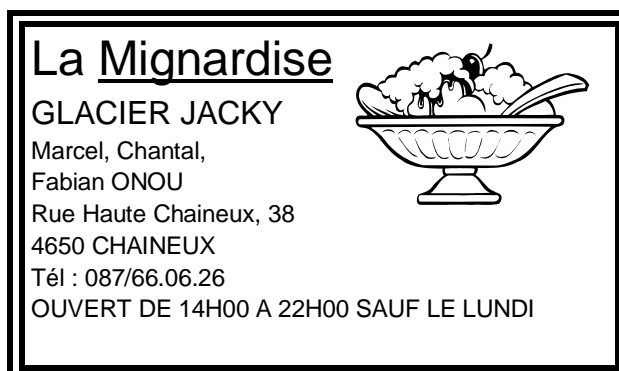 La Mignardise
GLACIER JACKY
Marcel, Chantal,
Fabian ONOU
Rue Haute Chaineux, 38
4650 CHAINEUX
Tél : 087/66.06.26
OUVERT DE 14H00 A 22H00 SAUF LE LUNDI